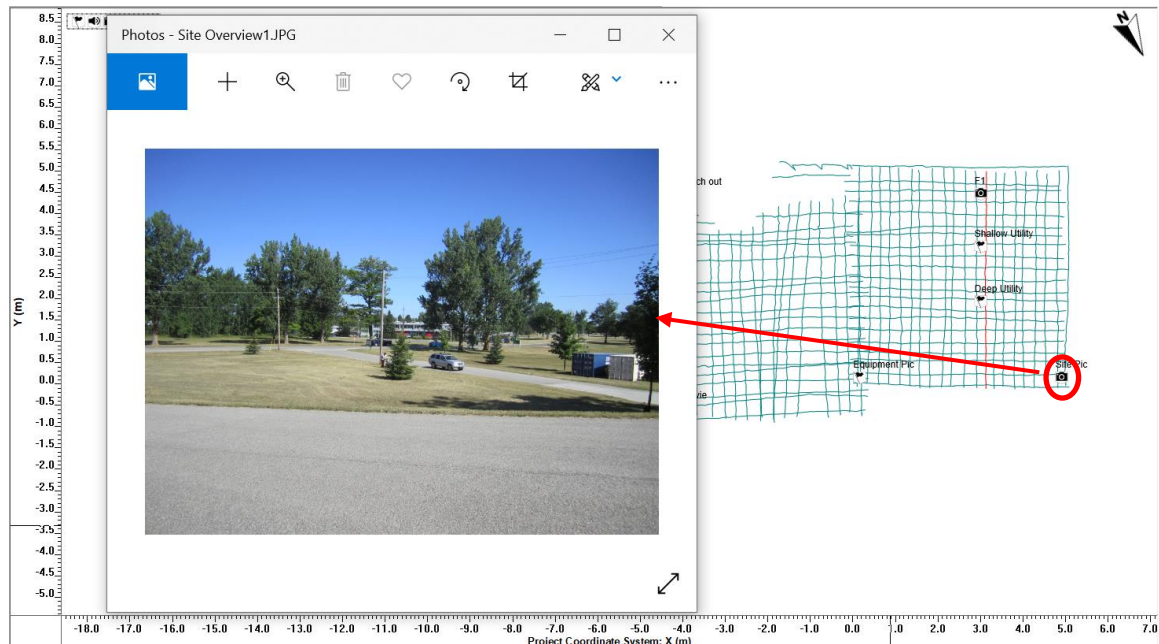 Photos - Site Overview1.JPG
N
8.5
8.0
7.5
7.0
6.5
6.0
5.5
5.0
4.5
4.0
3.5
3.0
2.5
2.0
1.5
1.0
0.5
0.0
-0.5
-1.0
-1.5
-2.0
-2.5
-3.0
-3.5
-4.0
-4.5
-5.0
Y (m)
ch out
F1
Shallow Utility
Deep Utility
Equipment Pic
Site Pic
vie
-18.0 -17.0 -16.0 -15.0 -14.0 -13.0 -12.0 -11.0 -10.0 -9.0 -8.0 -7.0 -6.0 -5.0 -4.0 -3.0 -2.0 -1.0 0.0 1.0 2.0 3.0 4.0 5.0 6.0 7.0
Project Coordinate System: X (m)